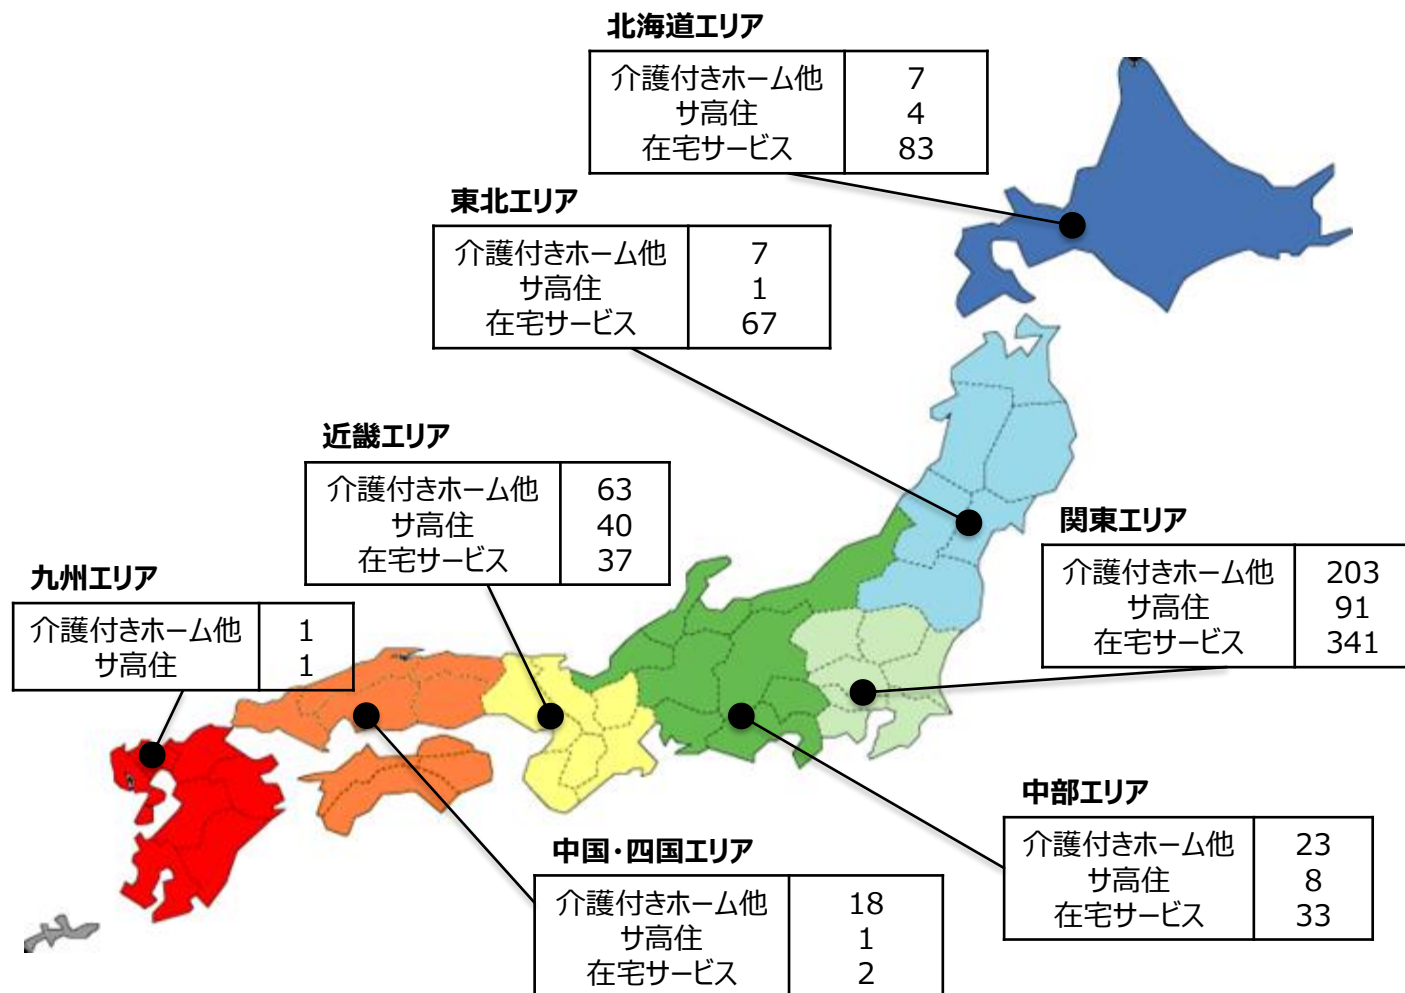 北海道エリア
介護付きホーム他 7
サ高住 4
在宅サービス 83
東北エリア
介護付きホーム他 7
サ高住 1
在宅サービス 67
近畿エリア
介護付きホーム他 63
サ高住 40
在宅サービス 37
関東エリア
介護付きホーム他 203
サ高住 91
在宅サービス 341
九州エリア
介護付きホーム他 1
サ高住 1
中部エリア
介護付きホーム他 23
サ高住 8
在宅サービス 33
中国・四国エリア
介護付きホーム他 18
サ高住 1
在宅サービス 2